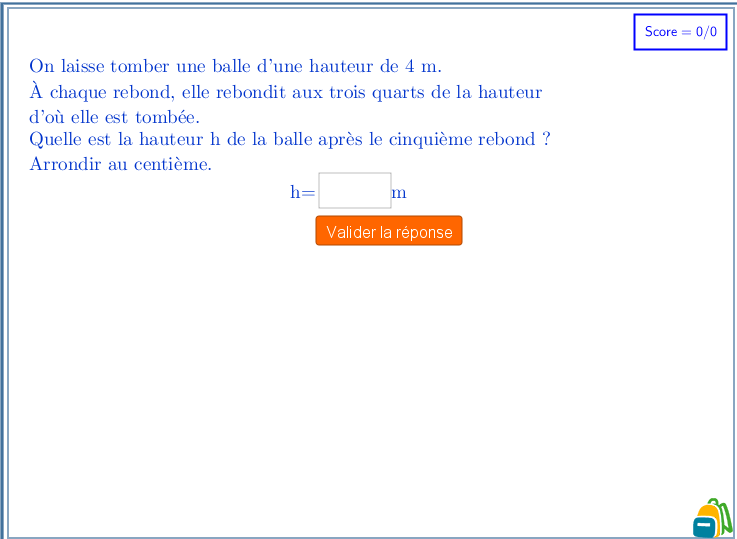 Score = 0/0
On laisse tomber une balle d'une hauteur de 4 m.
À chaque rebond, elle rebondit aux trois quarts de la hauteur
d'où elle est tombée.
Quelle est la hauteur h de la balle après le cinquième rebond ?
Arrondir au centième.
h= m
Valider la réponse